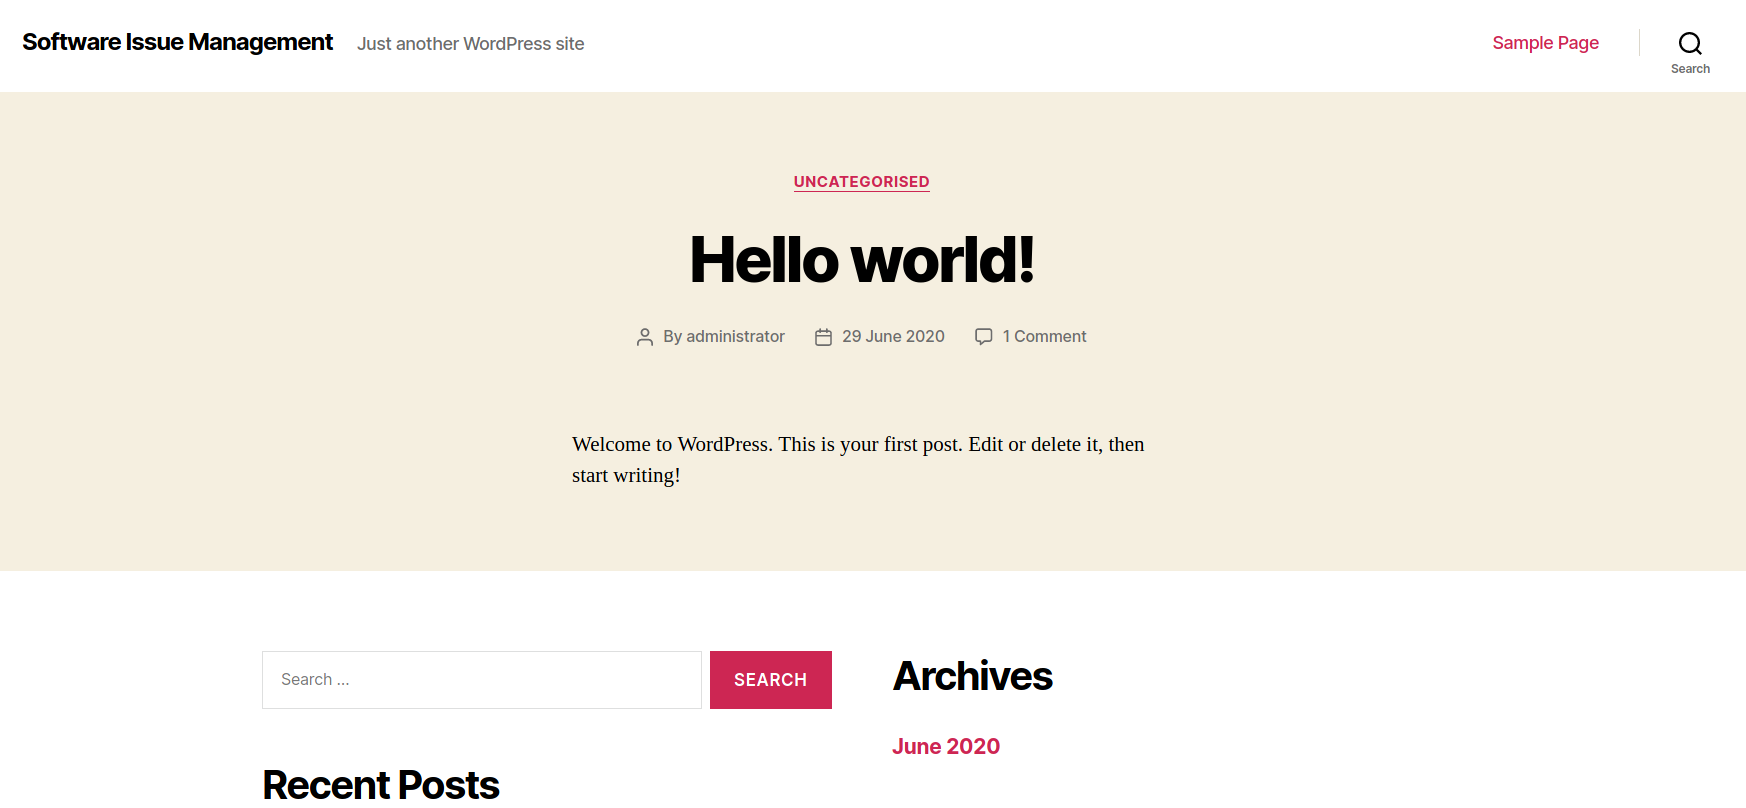 Software Issue Management
Just another WordPress site
Sample Page
Search
UNCATEGORISED
Hello world!
By administrator
29 June 2020
1 Comment
Welcome to WordPress. This is your first post. Edit or delete it, then
start writing!
Search …
SEARCH
Recent Posts
Archives
June 2020